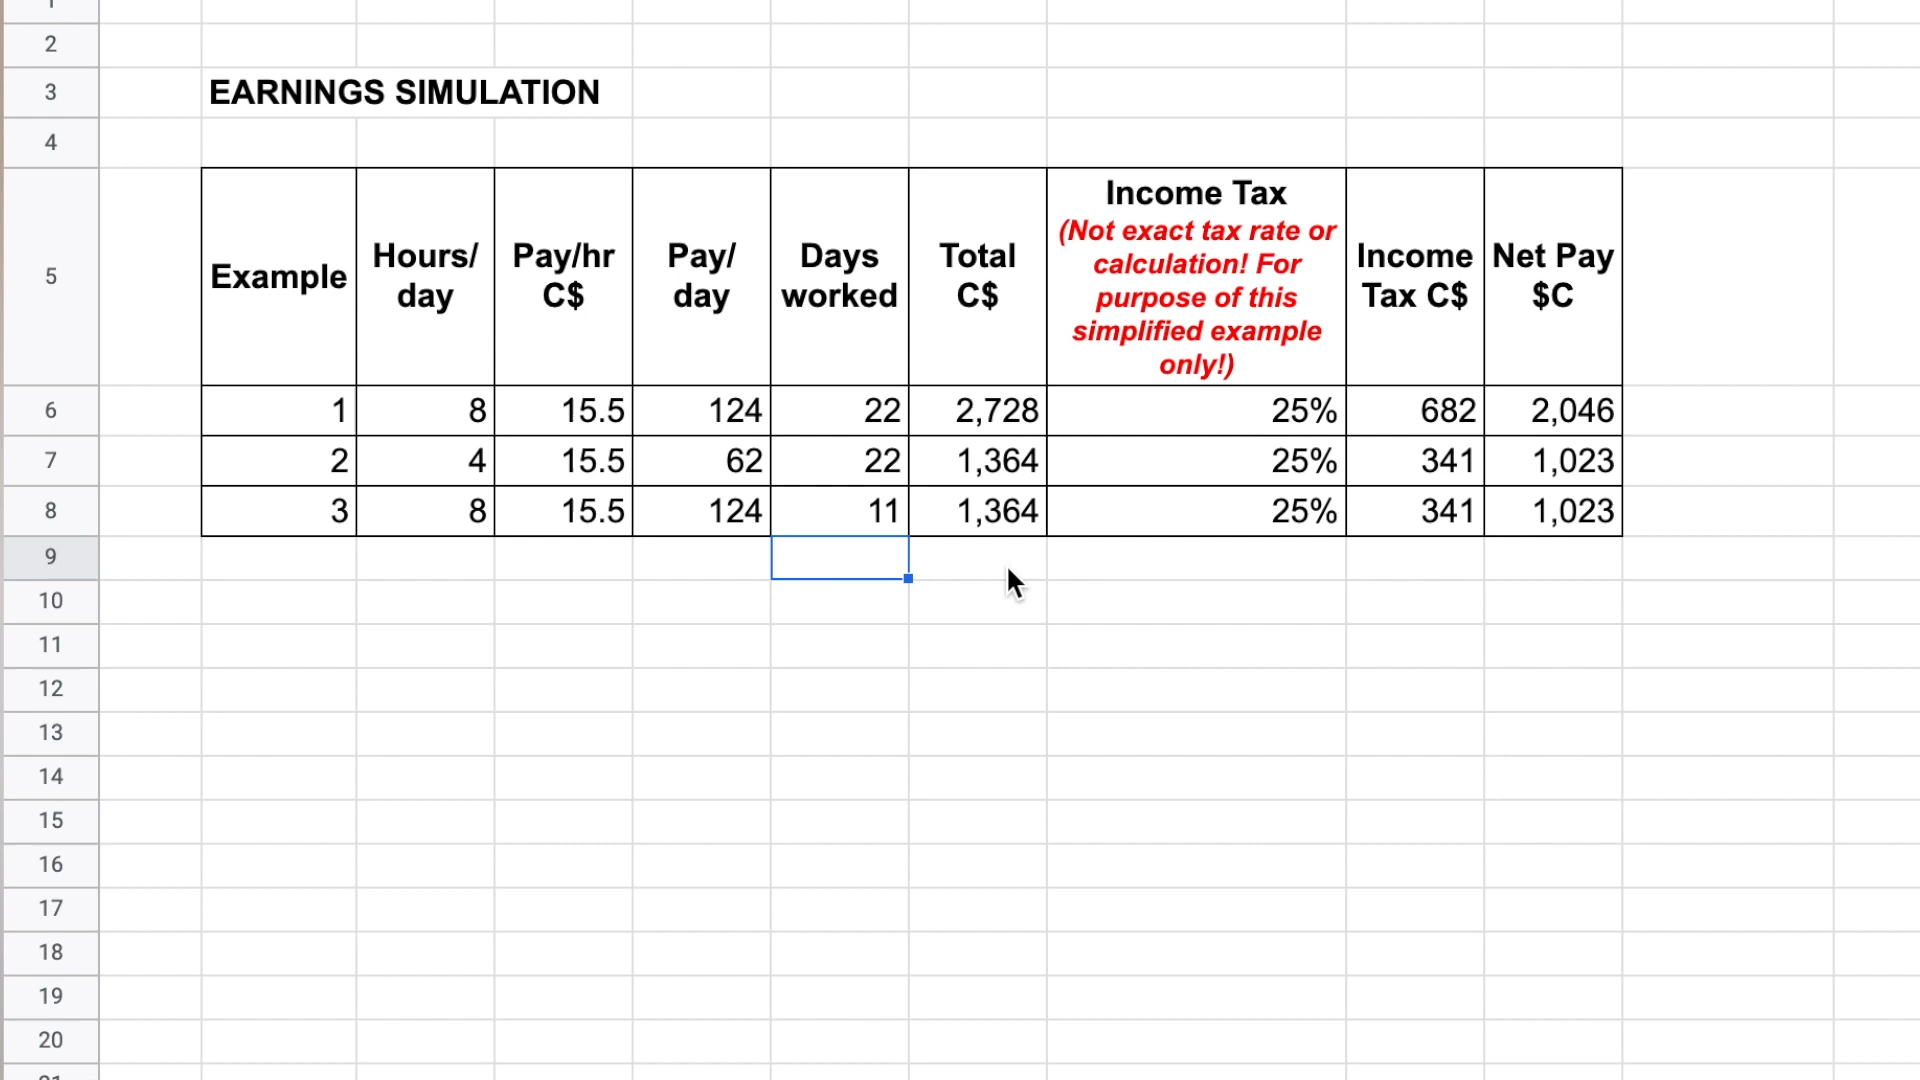 2
3
EARNINGS SIMULATION
4
5
Example
Hours/
day
Pay/hr
C$
Pay/
day
Days
worked
Total
C$
Income Tax
(Not exact tax rate or
calculation! For
purpose of this
simplified example
only!)
Income
Tax C$
Net Pay
$C
6 1 8 15.5 124 22 2,728 25% 682 2,046
7 2 4 15.5 62 22 1,364 25% 341 1,023
8 3 8 15.5 124 11 1,364 25% 341 1,023
9
10
11
12
13
14
15
16
17
18
19
20